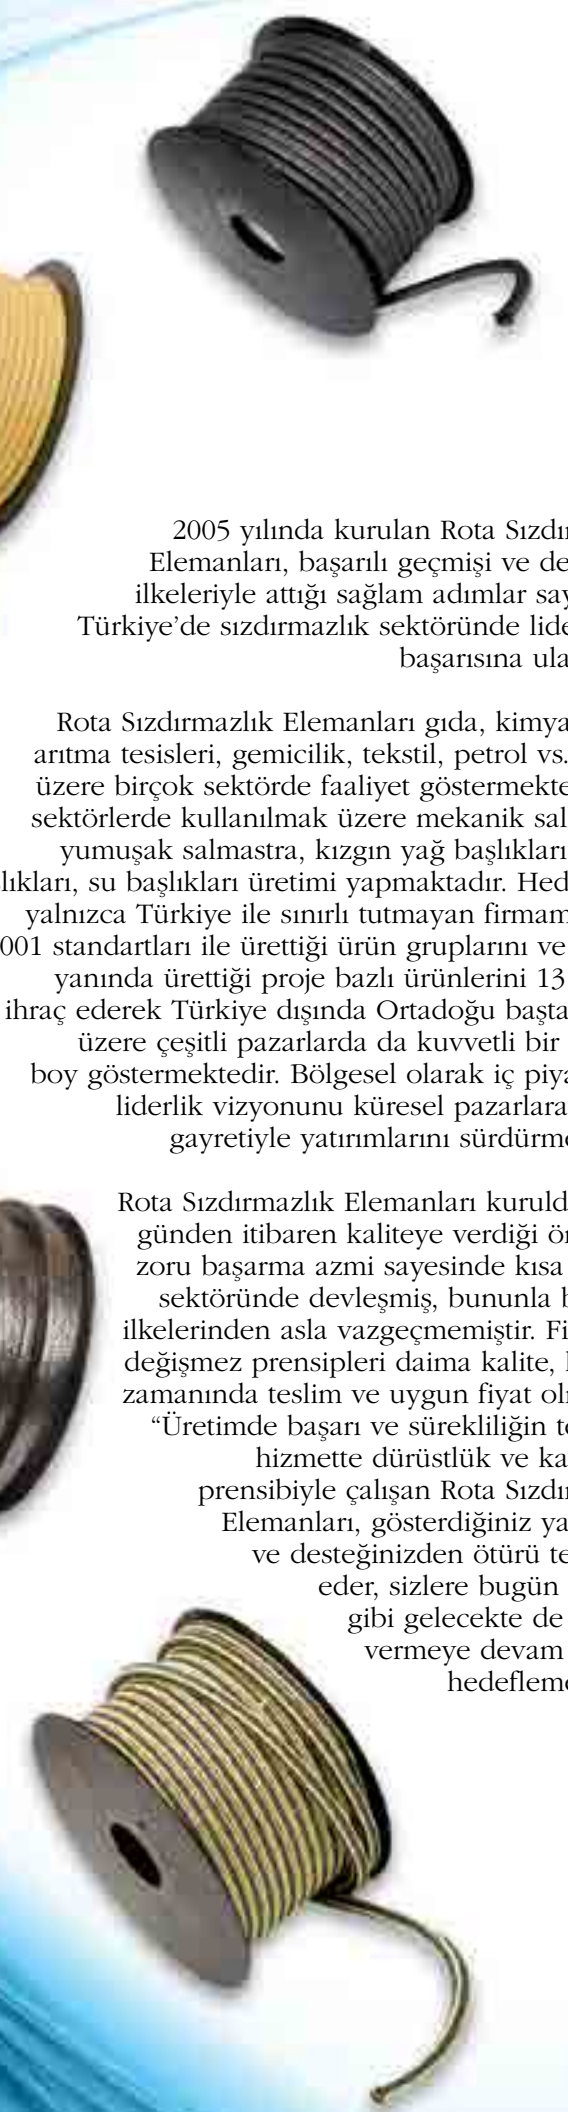 2005 yılında kurulan Rota Sızdır
Elemanları, başarılı geçmişi ve de
ilkeleriyle attığı sağlam adımlar say
Türkiye’de sızdırmazlık sektöründe lide
başarısına ula
Rota Sızdırmazlık Elemanları gıda, kimya
arıtma tesisleri, gemicilik, tekstil, petrol vs.
üzere birçok sektörde faaliyet göstermekte
sektörlerde kullanılmak üzere mekanik sal
yumuşak salmastra, kızgın yağ başlıkları
lıkları, su başlıkları üretimi yapmaktadır. Hed
yalnızca Türkiye ile sınırlı tutmayan firmam
001 standartları ile ürettiği ürün gruplarını ve
yanında ürettiği proje bazlı ürünlerini 13
ihraç ederek Türkiye dışında Ortadoğu başta
üzere çeşitli pazarlarda da kuvvetli bir
boy göstermektedir. Bölgesel olarak iç piya
liderlik vizyonunu küresel pazarlara
gayretiyle yatırımlarını sürdürme
Rota Sızdırmazlık Elemanları kuruld
günden itibaren kaliteye verdiği ön
zoru başarma azmi sayesinde kısa
sektöründe devleşmiş, bununla b
ilkelerinden asla vazgeçmemiştir. Fi
değişmez prensipleri daima kalite,
zamanında teslim ve uygun fiyat olı
“Üretimde başarı ve sürekliliğin te
hizmette dürüstlük ve ka
prensibiyle çalışan Rota Sızdır
Elemanları, gösterdiğiniz ya
ve desteğinizden ötürü te
eder, sizlere bugün
gibi gelecekte de
vermeye devam
hedefleme